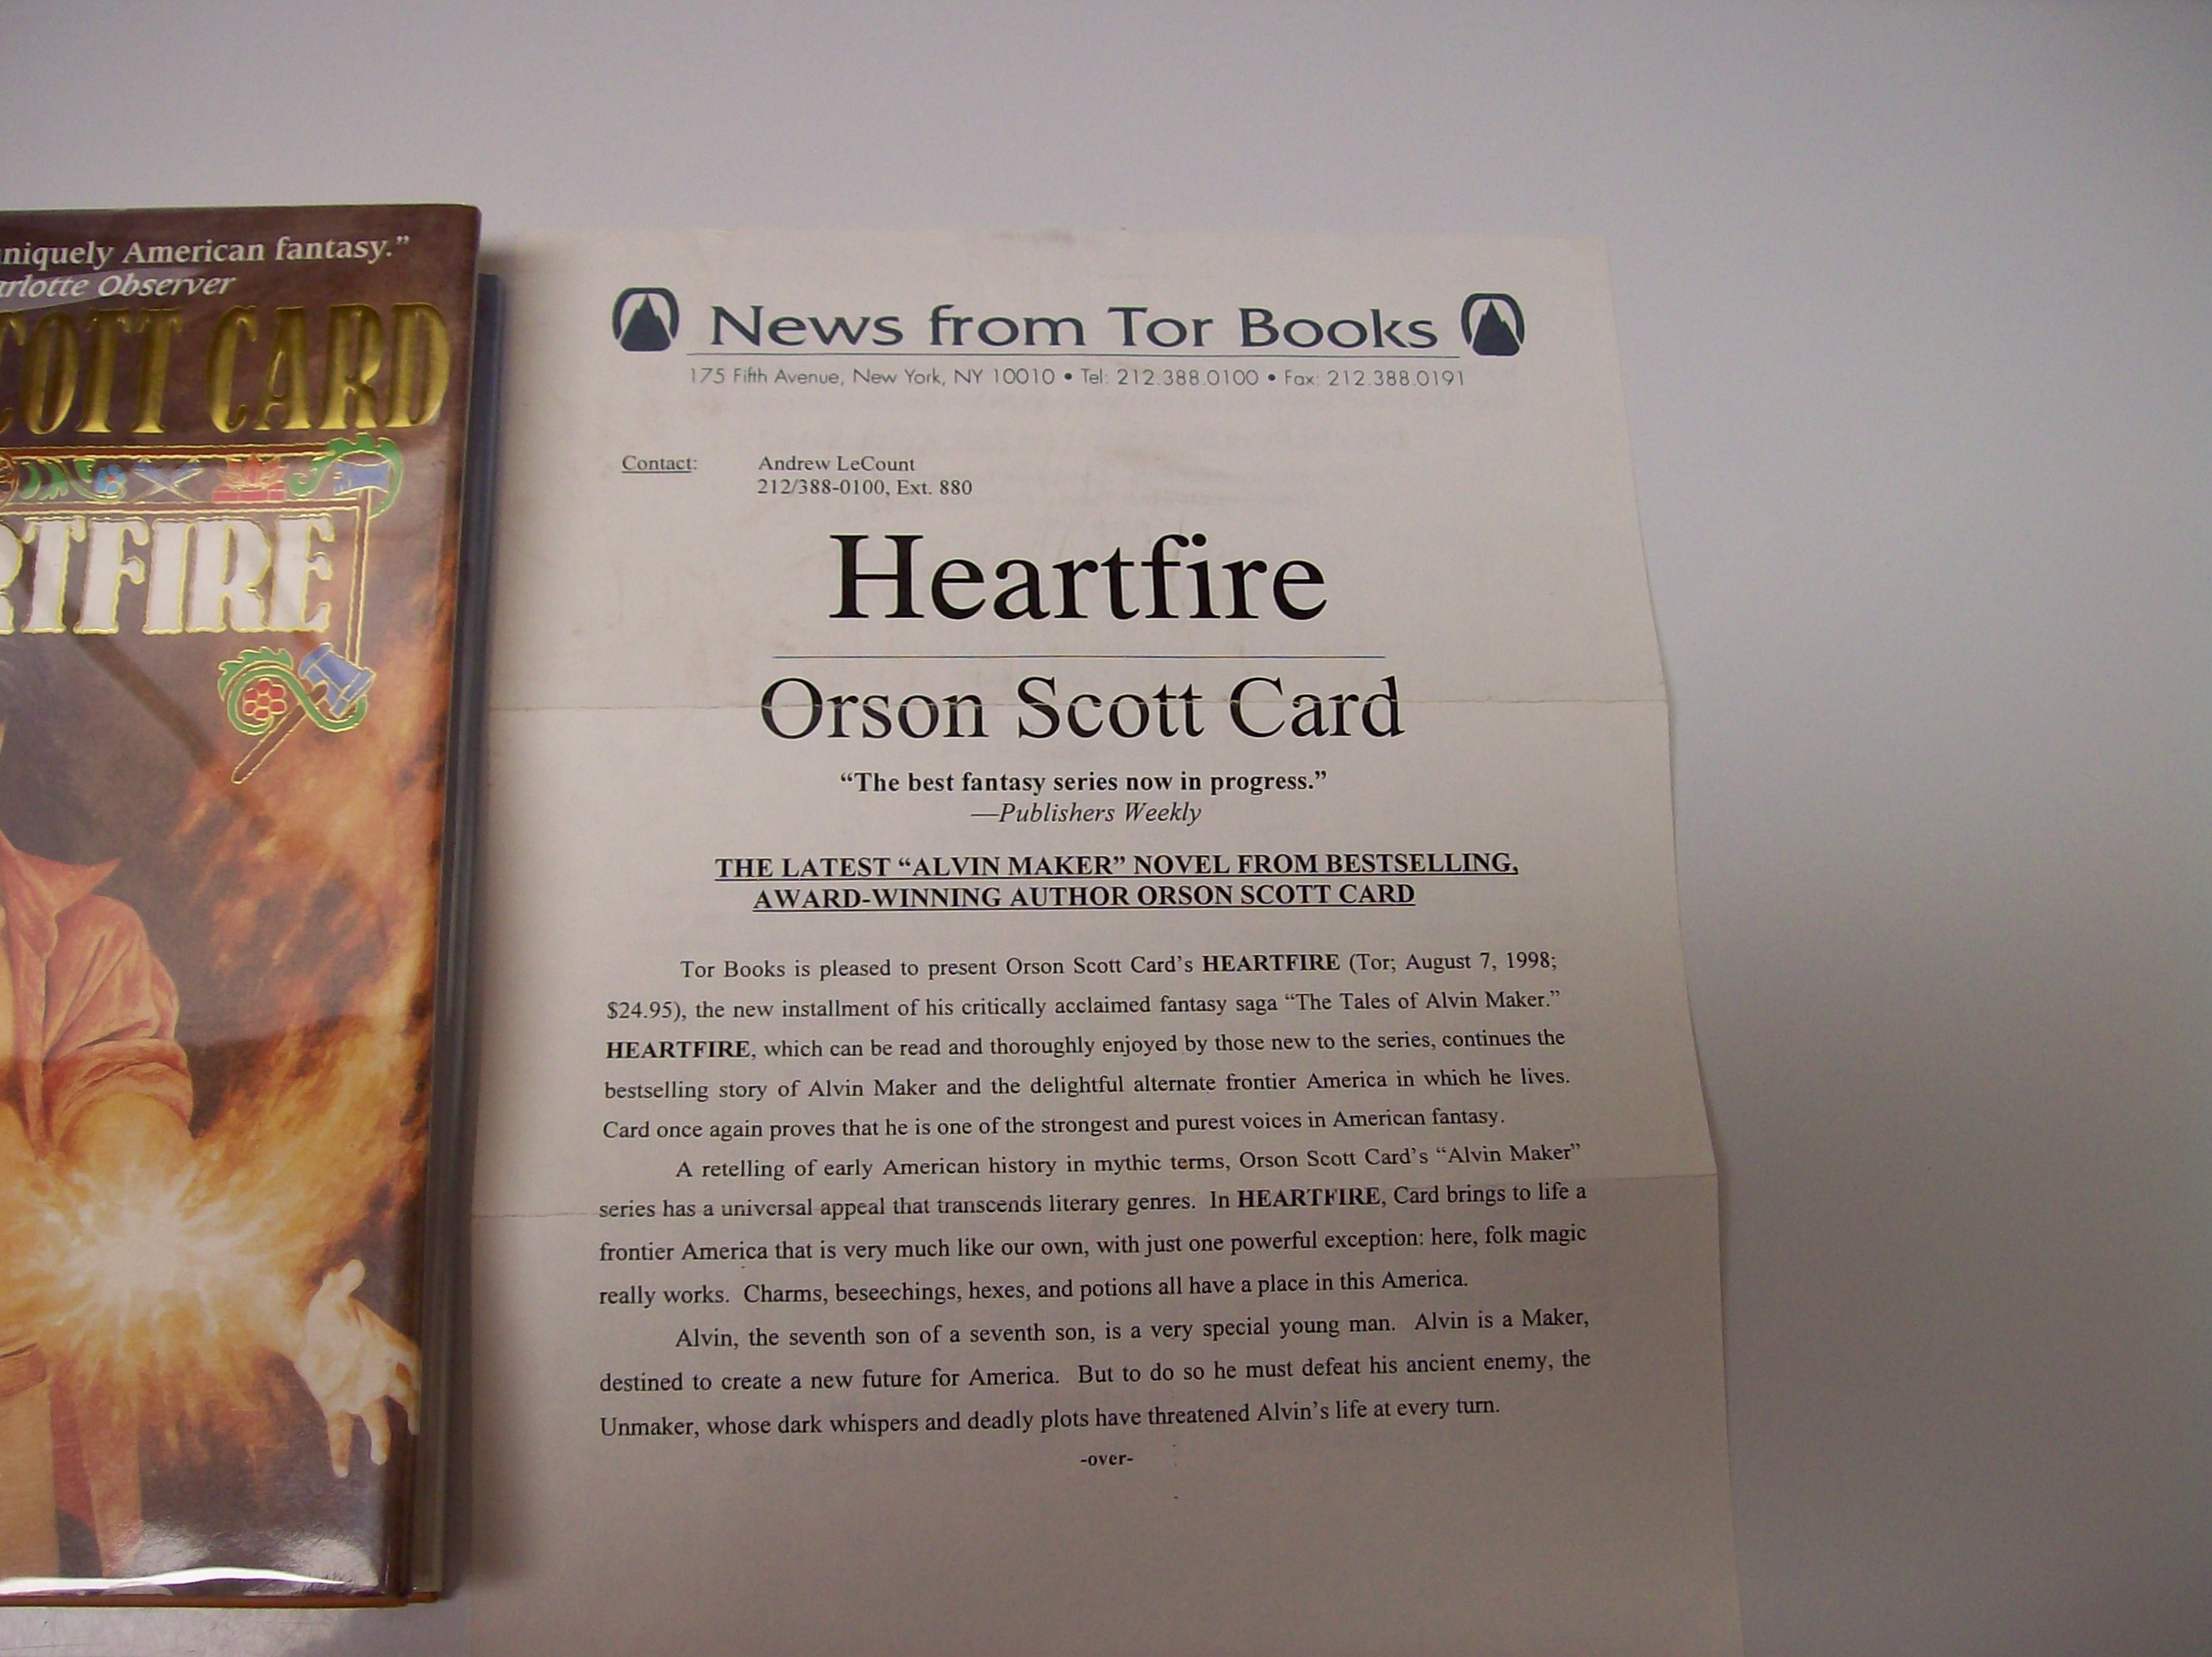 American fantasy.”
Observer
CARD
News from Tor Books
175 Fifth Avenue, New York, NY 10010 • Tel: 212.388.0100 • Fax: 212.388.0191
Contact:
Andrew LeCount
212/388-0100, Ext. 880
Heartfire
Orson Scott Card
“The best fantasy series now in progress.”
—Publishers Weekly
THE LATEST “ALVIN MAKER” NOVEL FROM BESTSELLING,
AWARD-WINNING AUTHOR ORSON SCOTT CARD
Tor Books is pleased to present Orson Scott Card’s HEARTFIRE (Tor; August 7, 1998;
$24.95), the new installment of his critically acclaimed fantasy saga “The Tales of Alvin Maker.”
HEARTFIRE, which can be read and thoroughly enjoyed by those new to the series, continues the
bestselling story of Alvin Maker and the delightful alternate frontier America in which he lives.
Card once again proves that he is one of the strongest and purest voices in American fantasy.
A retelling of early American history in mythic terms, Orson Scott Card’s “Alvin Maker”
series has a universal appeal that transcends literary genres. In HEARTFIRE, Card brings to life a
frontier America that is very much like our own, with just one powerful exception: here, folk magic
really works. Charms, beseechings, hexes, and potions all have a place in this America.
Alvin, the seventh son of a seventh son, is a very special young man. Alvin is a Maker,
destined to create a new future for America. But to do so he must defeat his ancient enemy, the
Unmaker, whose dark whispers and deadly plots have threatened Alvin’s life at every turn.
-over-